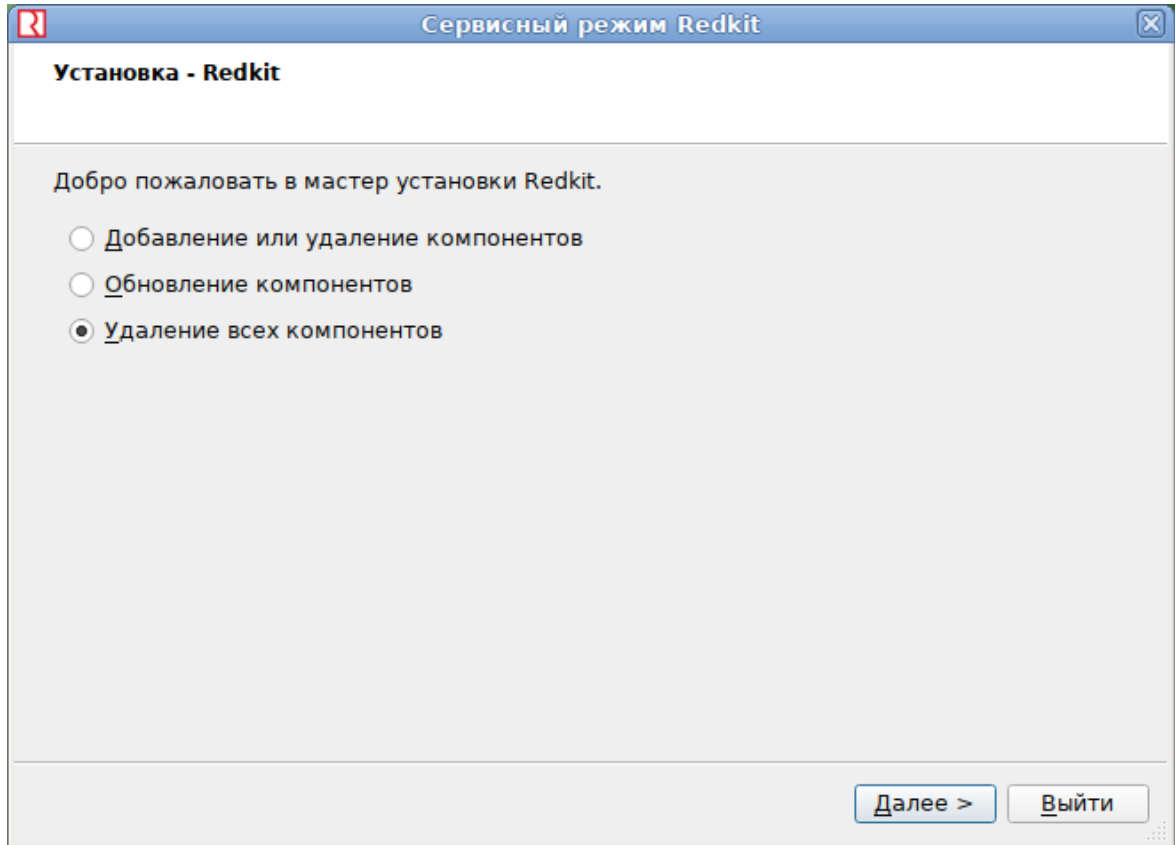 Сервисный режим Redkit
Установка - Redkit
Добро пожаловать в мастер установки Redkit.
Добавление или удаление компонентов
Обновление компонентов
Удаление всех компонентов
Далее >
Выйти